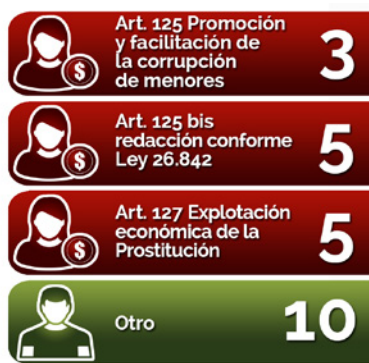 Art. 125 Promoción
y facilitación de
la corrupción
de menores
3
$
Art. 125 bis
redacción conforme
Ley 26.842
5
$
Art. 127 Explotación
económica de la
Prostitución
5
$
Otro
10